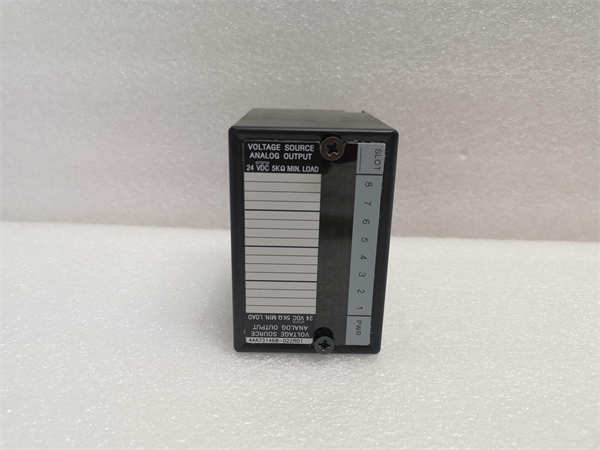 VOLTAGE SOURCE
ANALOG OUTPUT
24 VDC 5KΩ MIN. LOAD
SLOT
8
7
6
5
4
3
2
1
PWR
24 VDC 5KΩ MIN. LOAD
ANALOG OUTPUT
VOLTAGE SOURCE